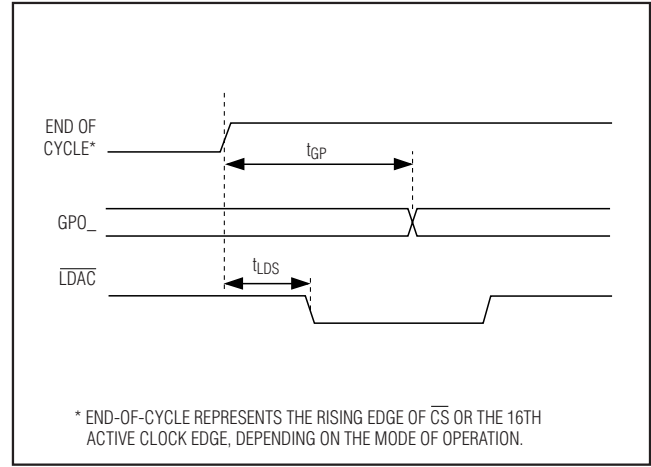 END OF
CYCLE*
tGP
GPO_
tLDS
LDAC
* END-OF-CYCLE REPRESENTS THE RISING EDGE OF CS OR THE 16TH
ACTIVE CLOCK EDGE, DEPENDING ON THE MODE OF OPERATION.